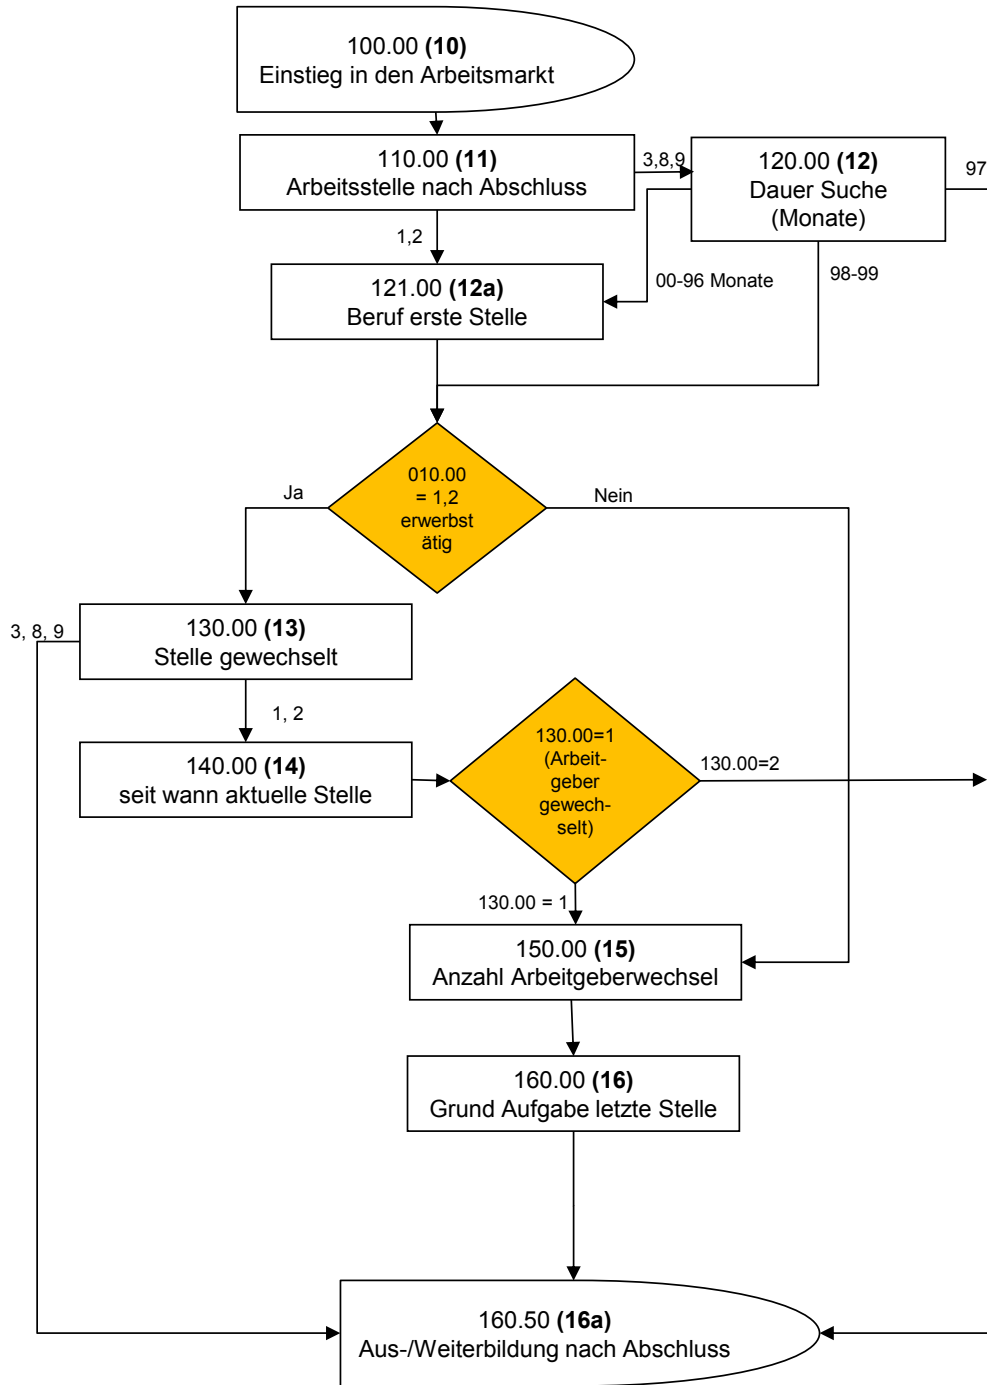 100.00 (10)
Einstieg in den Arbeitsmarkt
110.00 (11)
Arbeitsstelle nach Abschluss
3,8,9
120.00 (12)
Dauer Suche
(Monate)
97
1,2
00-96 Monate
98-99
121.00 (12a)
Beruf erste Stelle
010.00
= 1,2
erwerbst
ätig
Ja
Nein
130.00 (13)
Stelle gewechselt
3, 8, 9
1, 2
140.00 (14)
seit wann aktuelle Stelle
130.00=1
(Arbeit-
geber
gewech-
selt)
130.00=2
130.00 = 1
150.00 (15)
Anzahl Arbeitgeberwechsel
160.00 (16)
Grund Aufgabe letzte Stelle
160.50 (16a)
Aus-/Weiterbildung nach Abschluss